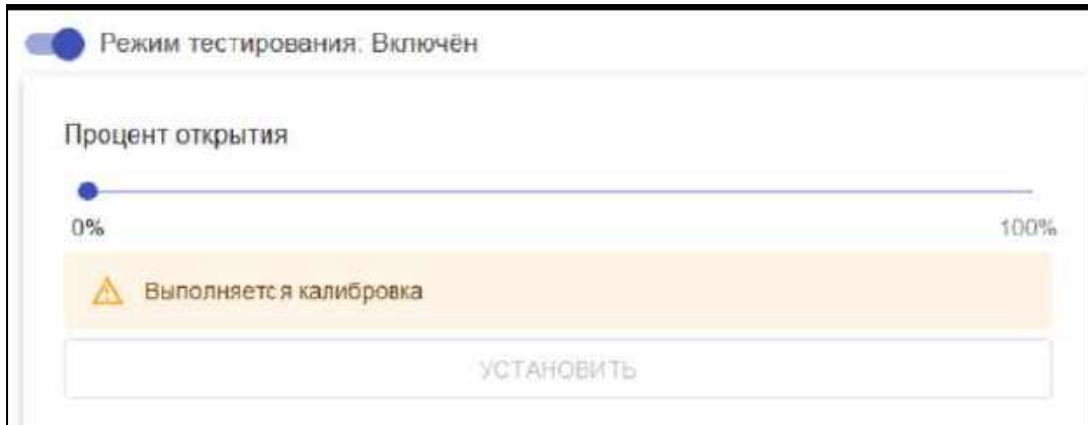 Режим тестирования: Включён
Процент открытия
0% 100%
Выполняется калибровка
УСТАНОВИТЬ